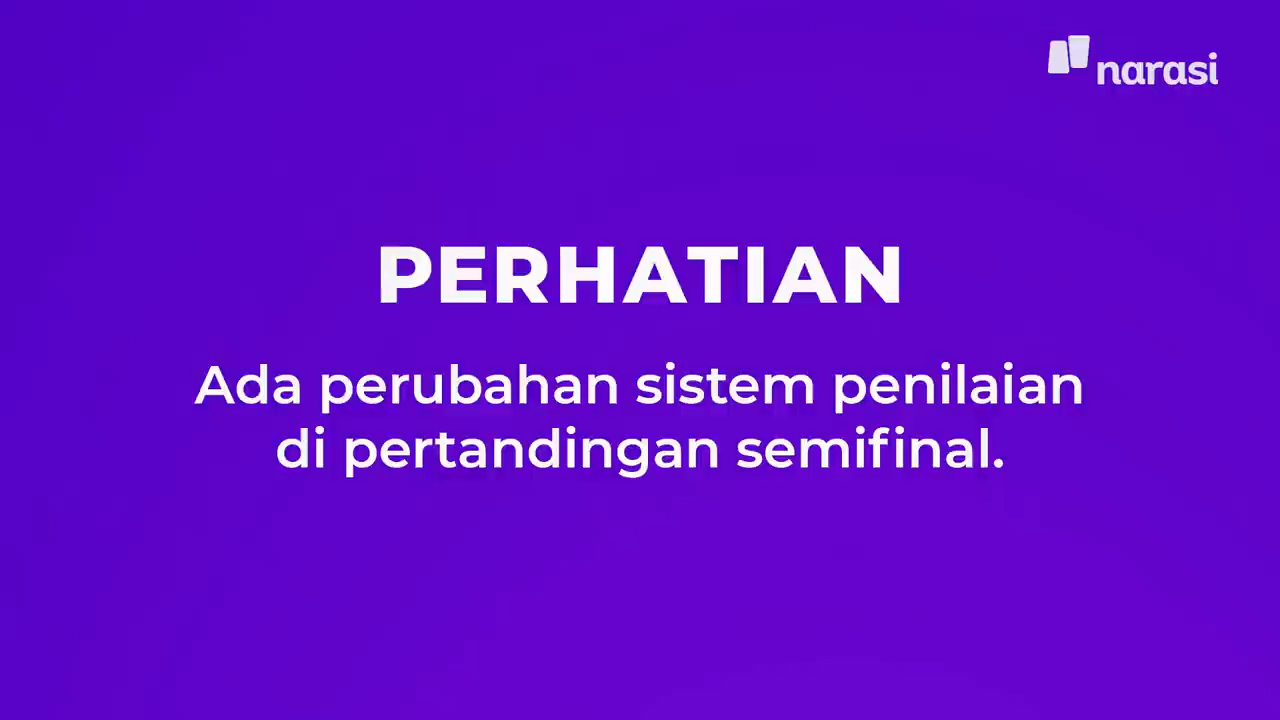 narasi
PERHATIAN
Ada perubahan sistem penilaian
di pertandingan semifinal.